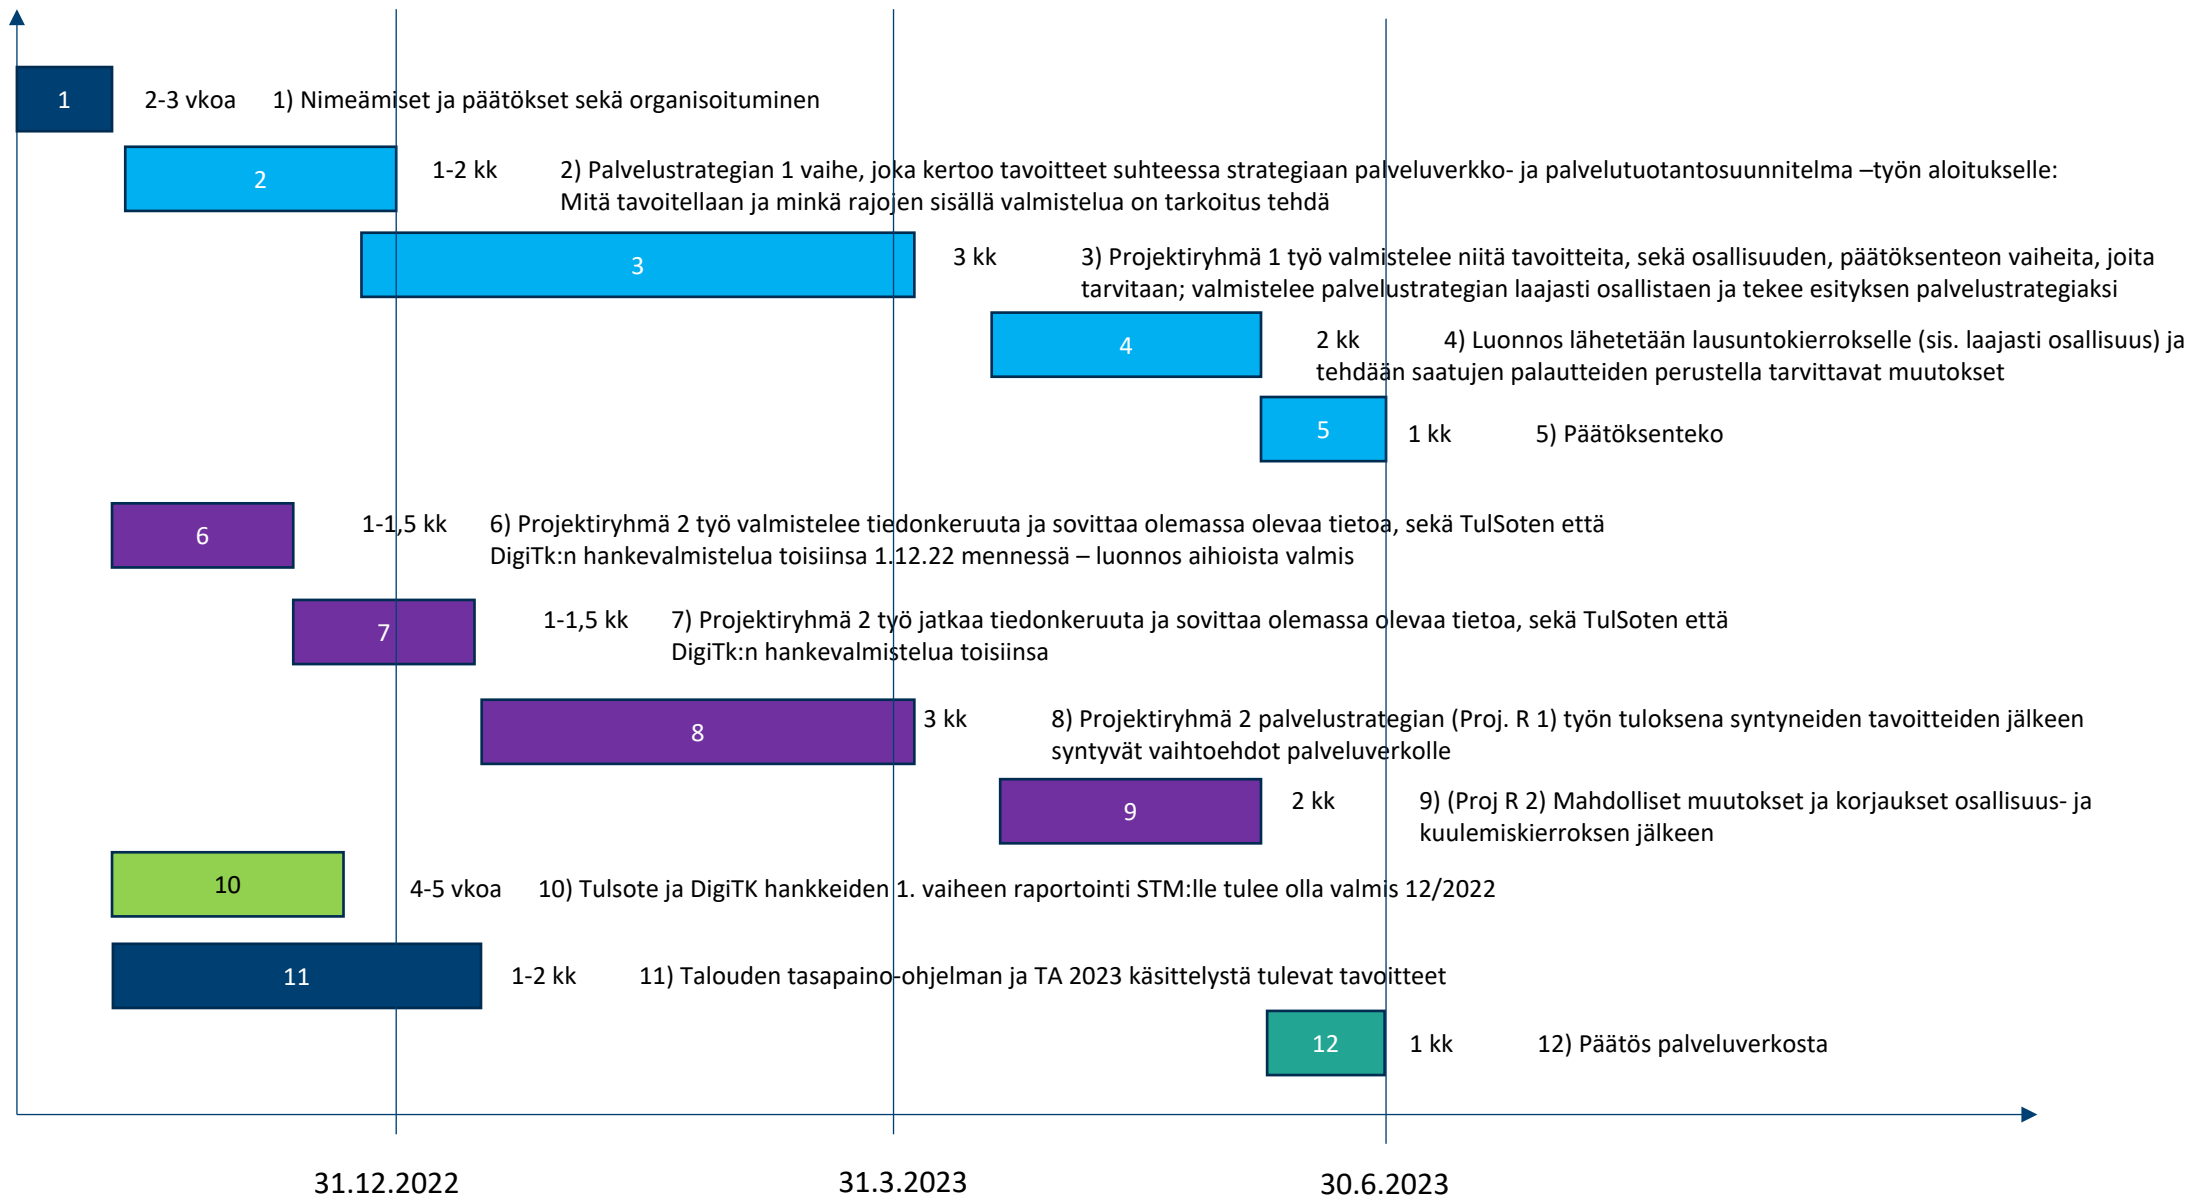 1
2-3 vkoa 1) Nimeämiset ja päätökset sekä organisoituminen
2
1-2 kk 2) Palvelustrategian 1 vaihe, joka kertoo tavoitteet suhteessa strategiaan palveluverkko- ja palvelutuotantosuunnitelma –työn aloitukselle:
Mitä tavoitellaan ja minkä rajojen sisällä valmistelua on tarkoitus tehdä
3
3 kk 3) Projektiryhmä 1 työ valmistelee niitä tavoitteita, sekä osallisuuden, päätöksenteon vaiheita, joita
tarvitaan; valmistelee palvelustrategian laajasti osallistaen ja tekee esityksen palvelustrategiaksi
4
2 kk 4) Luonnos lähetetään lausuntokierrokselle (sis. laajasti osallisuus) ja
tehdään saatujen palautteiden perustella tarvittavat muutokset
5
1 kk 5) Päätöksenteko
6
1-1,5 kk 6) Projektiryhmä 2 työ valmistelee tiedonkeruuta ja sovittaa olemassa olevaa tietoa, sekä TulSoten että
DigiTk:n hankevalmistelua toisiinsa 1.12.22 mennessä – luonnos aihioista valmis
7
1-1,5 kk 7) Projektiryhmä 2 työ jatkaa tiedonkeruuta ja sovittaa olemassa olevaa tietoa, sekä TulSoten että
DigiTk:n hankevalmistelua toisiinsa
8
3 kk 8) Projektiryhmä 2 palvelustrategian (Proj. R 1) työn tuloksena syntyneiden tavoitteiden jälkeen
syntyvät vaihtoehdot palveluverkolle
9
2 kk 9) (Proj R 2) Mahdolliset muutokset ja korjaukset osallisuus- ja
kuulemiskierroksen jälkeen
10
4-5 vkoa 10) Tulsote ja DigiTK hankkeiden 1. vaiheen raportointi STM:lle tulee olla valmis 12/2022
11
1-2 kk 11) Talouden tasapaino-ohjelman ja TA 2023 käsittelystä tulevat tavoitteet
12
1 kk 12) Päätös palveluverkosta
31.12.2022
31.3.2023
30.6.2023